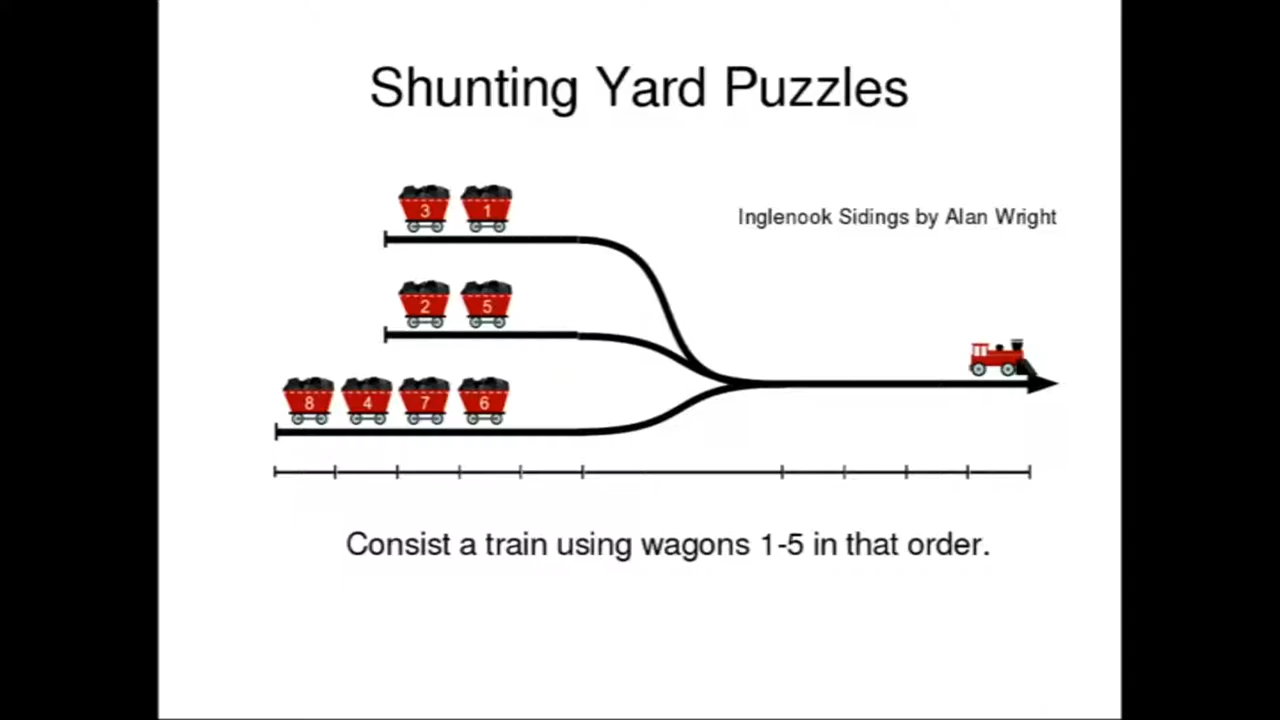 Shunting Yard Puzzles
3 1
Inglenook Sidings by Alan Wright
2 5
8 4 7 6
Consist a train using wagons 1-5 in that order.